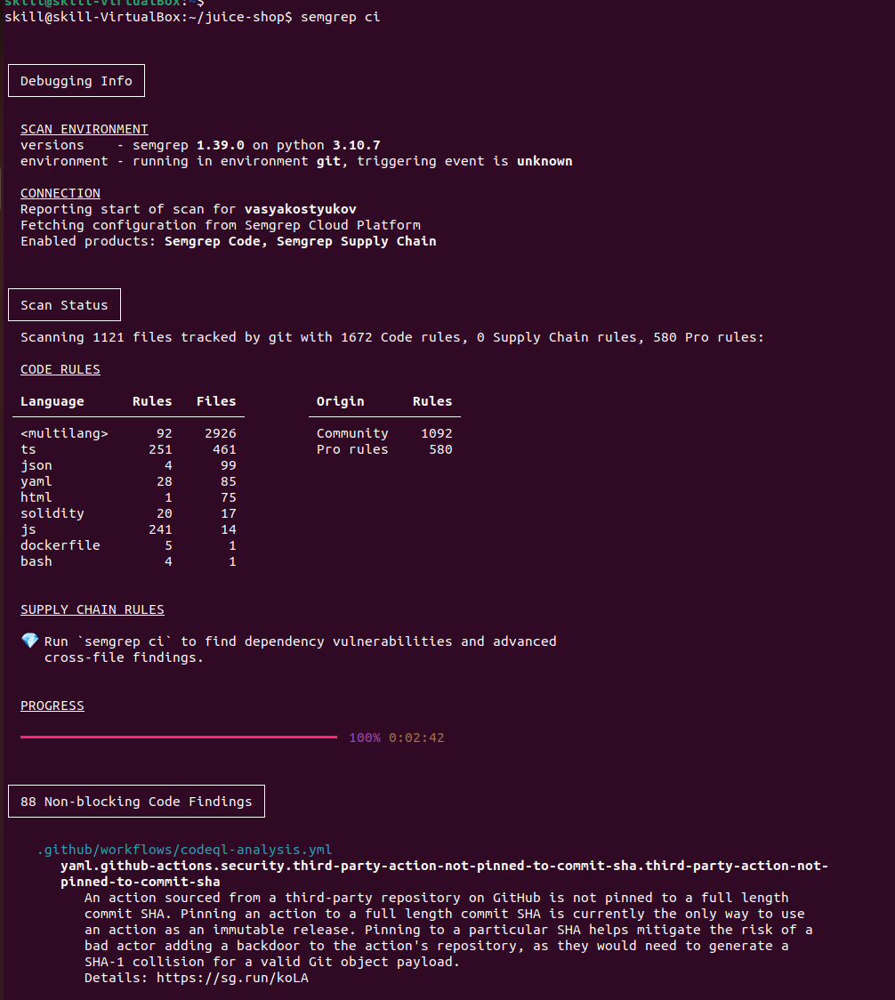 skill@skill-VirtualBox:~$
skill@skill-VirtualBox:~/juice-shop$ semgrep ci
Debugging Info
SCAN ENVIRONMENT
versions    - semgrep 1.39.0 on python 3.10.7
environment - running in environment git, triggering event is unknown
CONNECTION
Reporting start of scan for vasyakostyukov
Fetching configuration from Semgrep Cloud Platform
Enabled products: Semgrep Code, Semgrep Supply Chain
Scan Status
Scanning 1121 files tracked by git with 1672 Code rules, 0 Supply Chain rules, 580 Pro rules:
CODE RULES
Language Rules Files Origin Rules
<multilang> 92 2926 Community 1092
ts 251 461 Pro rules 580
json 4 99
yaml 28 85
html 1 75
solidity 20 17
js 241 14
dockerfile 5 1
bash 4 1
SUPPLY CHAIN RULES
💎 Run `semgrep ci` to find dependency vulnerabilities and advanced
cross-file findings.
PROGRESS
100% 0:02:42
88 Non-blocking Code Findings
.github/workflows/codeql-analysis.yml
yaml.github-actions.security.third-party-action-not-pinned-to-commit-sha.third-party-action-not-
pinned-to-commit-sha
An action sourced from a third-party repository on GitHub is not pinned to a full length
commit SHA. Pinning an action to a full length commit SHA is currently the only way to use
an action as an immutable release. Pinning to a particular SHA helps mitigate the risk of a
bad actor adding a backdoor to the action's repository, as they would need to generate a
SHA-1 collision for a valid Git object payload.
Details: https://sg.run/koLA